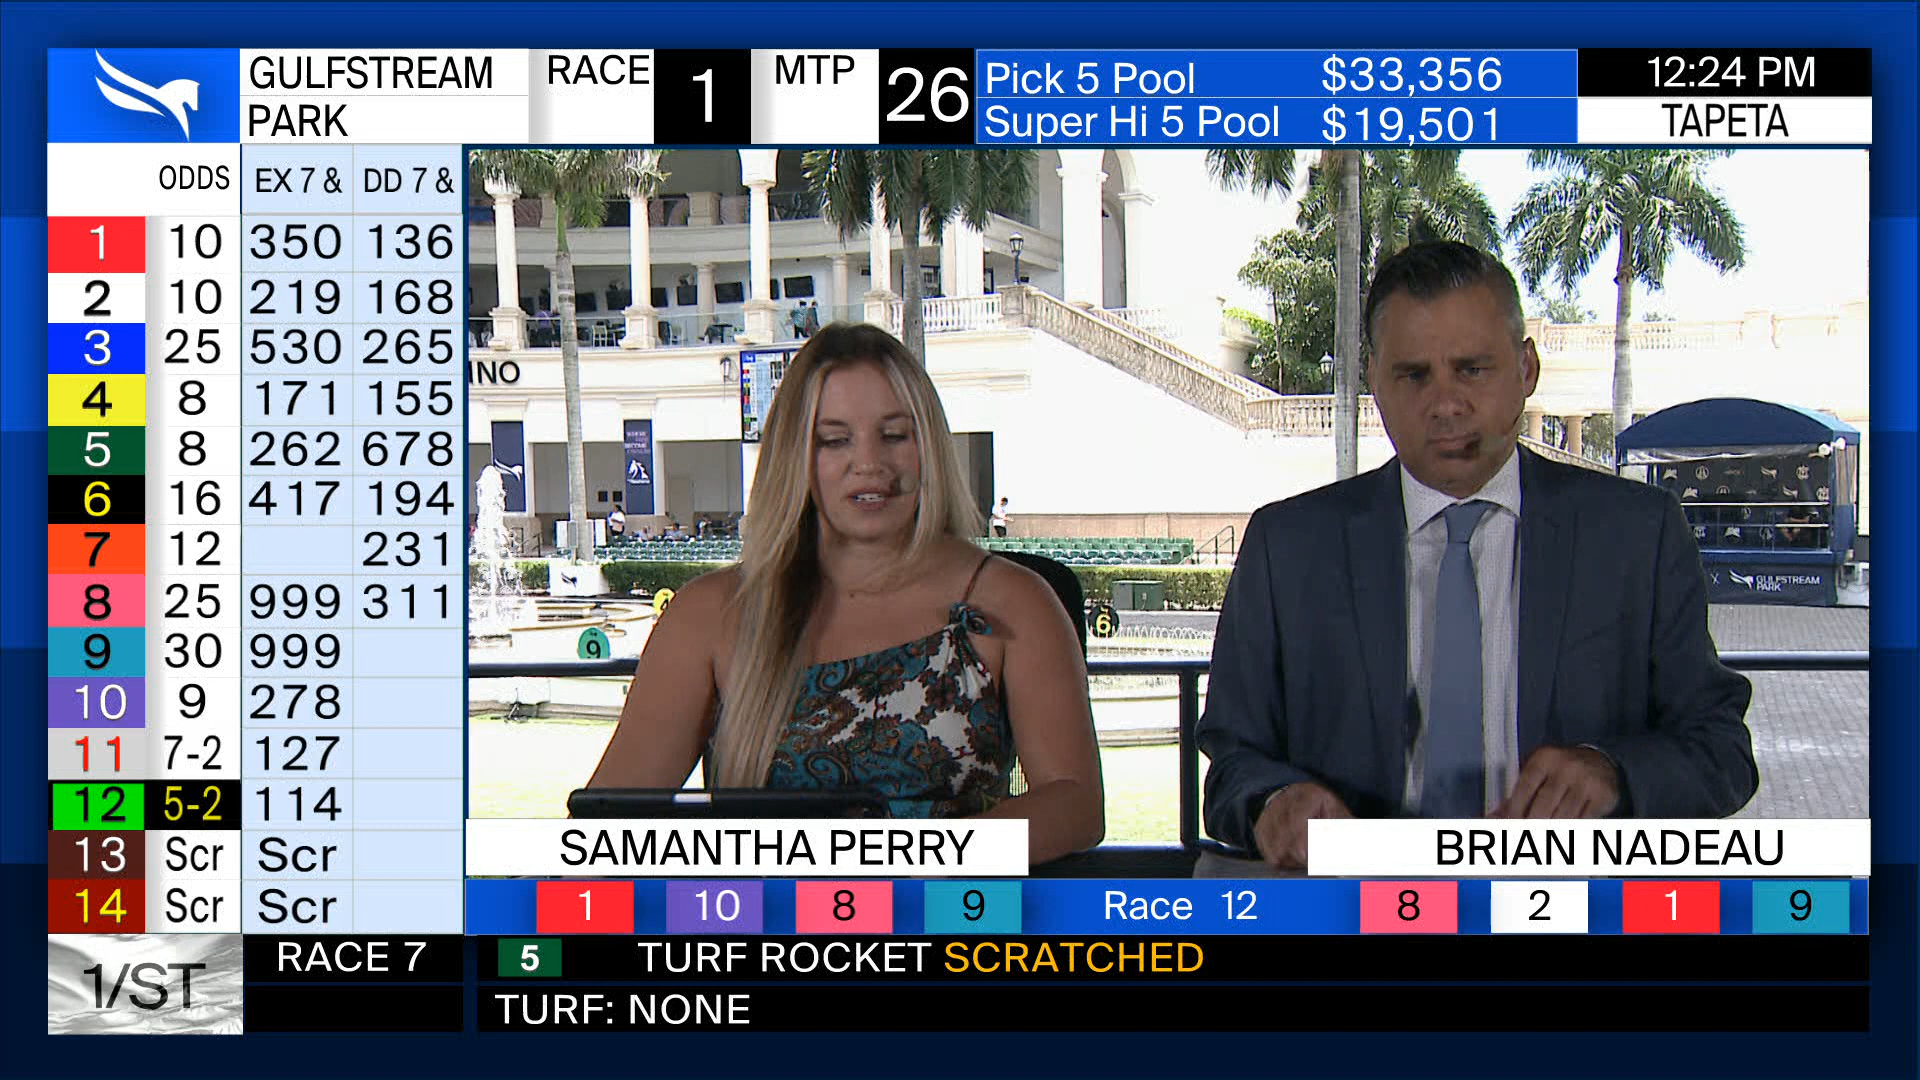 GULFSTREAM PARK RACE 1 MTP 26 Pick 5 Pool $33,356 12:24 PM
Super Hi 5 Pool $19,501 TAPETA
ODDS EX 7 & DD 7 &
1 10 350 136
2 10 219 168
3 25 530 265
4 8 171 155
5 8 262 678
6 16 417 194
7 12 231
8 25 999 311
9 30 999
10 9 278
11 7-2 127
12 5-2 114
13 Scr Scr
14 Scr Scr
INO
9
6
GULFSTREAM
PARK
SAMANTHA PERRY BRIAN NADEAU
1 10 8 9 Race 12 8 2 1 9
1/ST RACE 7 5 TURF ROCKET SCRATCHED
TURF: NONE